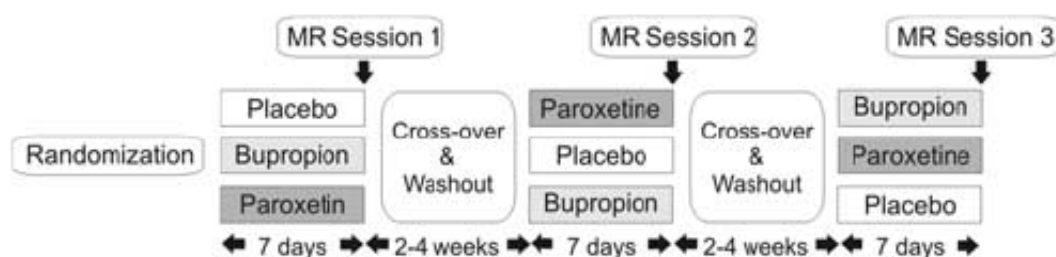 MR Session 1
MR Session 2
MR Session 3
Randomization
Placebo
Bupropion
Paroxetin
Cross-over
&
Washout
Paroxetine
Placebo
Bupropion
Cross-over
&
Washout
Bupropion
Paroxetine
Placebo
7 days
2-4 weeks
7 days
2-4 weeks
7 days